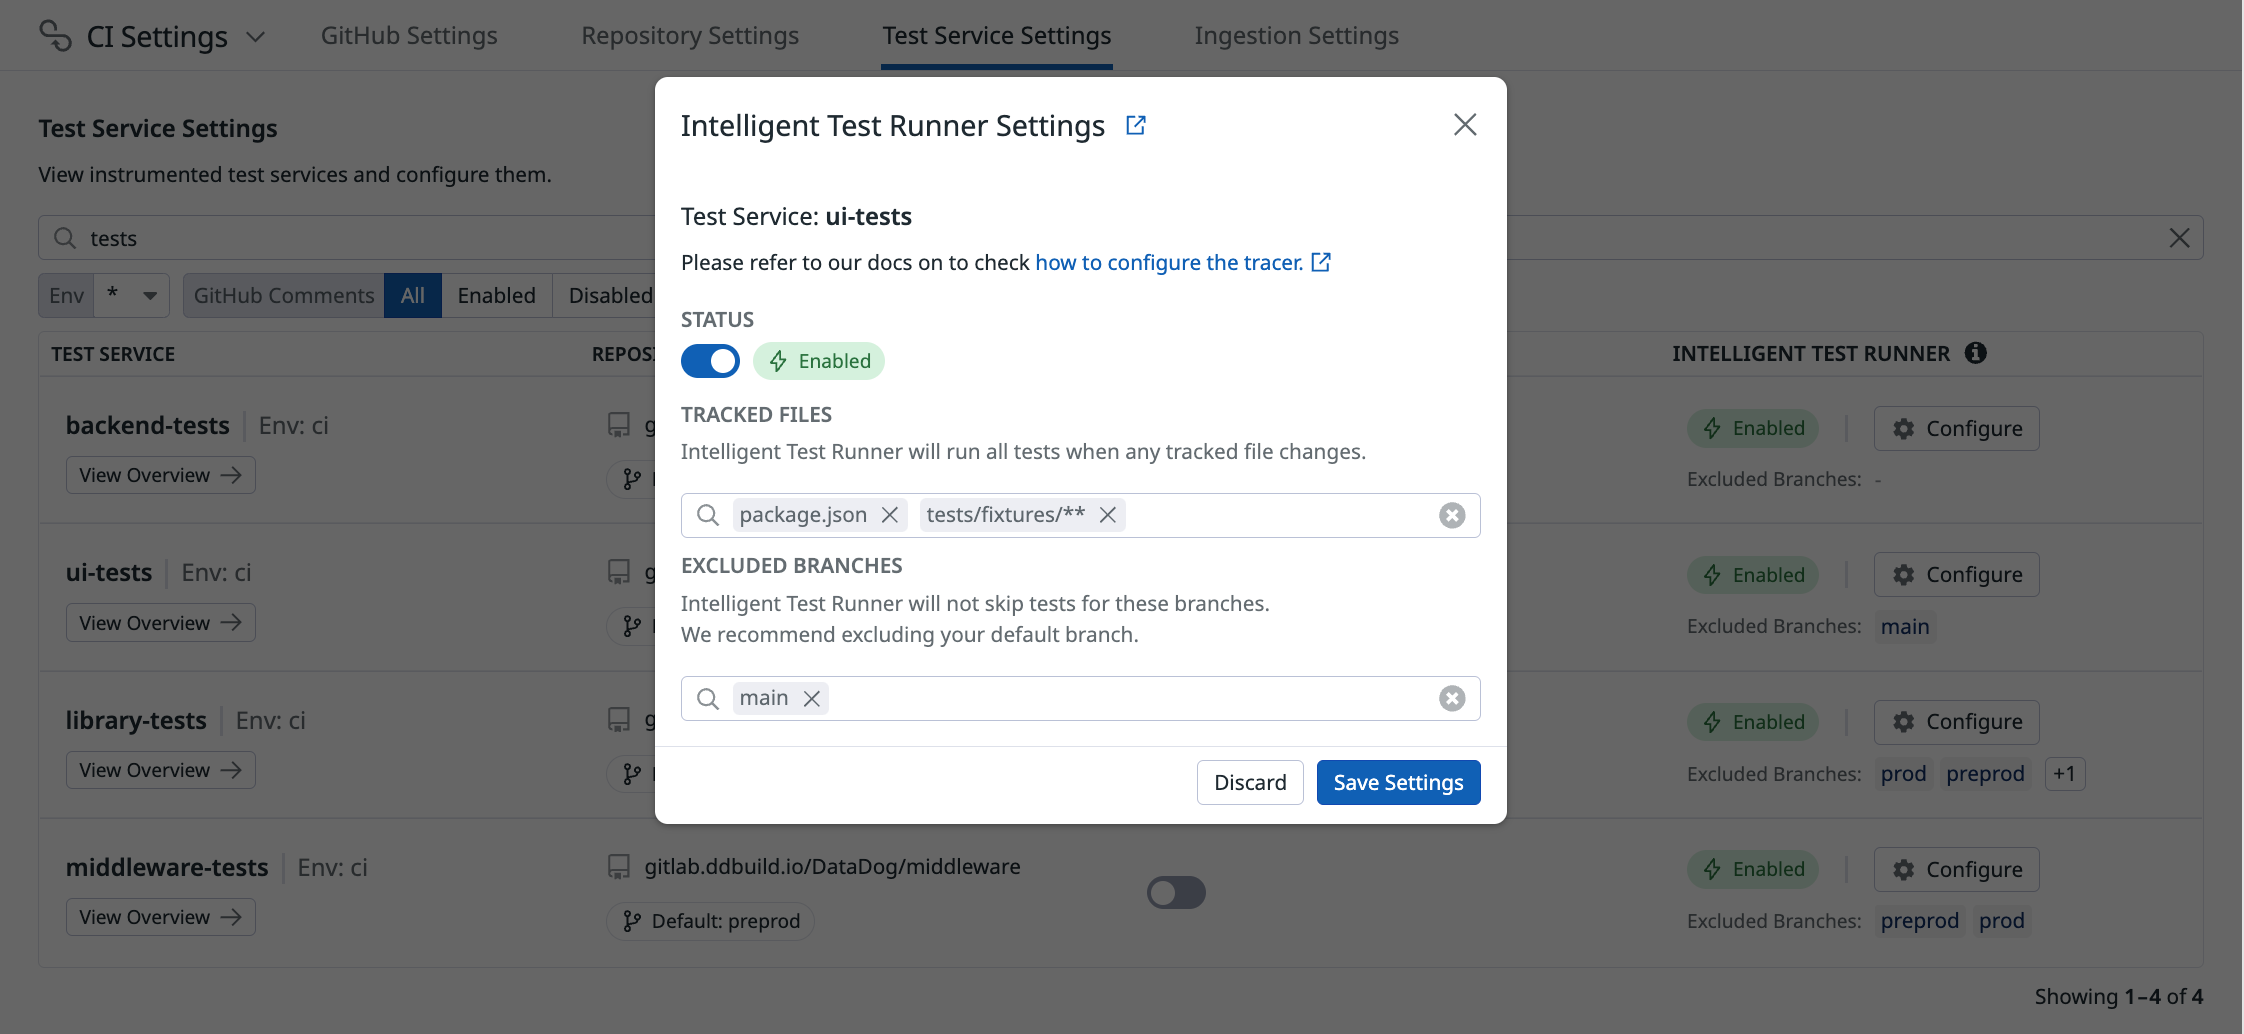 CI Settings
GitHub Settings
Repository Settings
Test Service Settings
Ingestion Settings
Test Service Settings
View instrumented test services and configure them.
tests
Env * GitHub Comments All Enabled Disabled
TEST SERVICE
INTELLIGENT TEST RUNNER
backend-tests Env: ci
View Overview
Enabled Configure
Excluded Branches: -
ui-tests Env: ci
View Overview
Enabled Configure
Excluded Branches: main
library-tests Env: ci
View Overview
Enabled Configure
Excluded Branches: prod preprod +1
middleware-tests Env: ci
View Overview
gitlab.ddbuild.io/DataDog/middleware
Default: preprod
Enabled Configure
Excluded Branches: preprod prod
Showing 1–4 of 4
Intelligent Test Runner Settings
Test Service: ui-tests
Please refer to our docs on to check how to configure the tracer.
STATUS
Enabled
TRACKED FILES
Intelligent Test Runner will run all tests when any tracked file changes.
package.json tests/fixtures/**
EXCLUDED BRANCHES
Intelligent Test Runner will not skip tests for these branches.
We recommend excluding your default branch.
main
Discard Save Settings